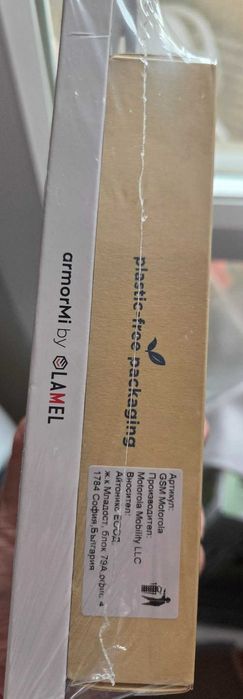 armorMi by LAMEL
plastic-free packaging
Артикул:
GSM Motorola
Производител:
Motorola Mobility LLC
Вносител:
Айтоникс ЕООД,
ж.к Младост, блок 79А офис 4
1784 София,България